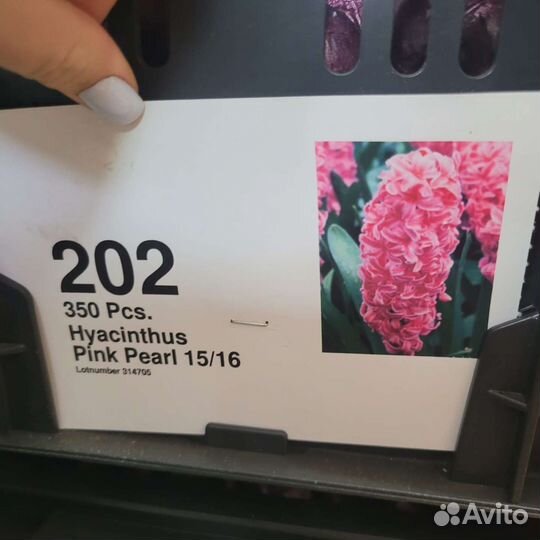 202
350 Pcs.
Hyacinthus
Pink Pearl 15/16
Lotnumber 314705
Avito